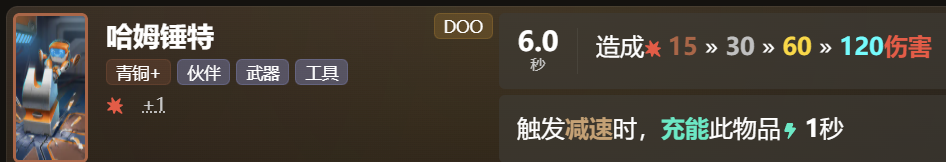 哈姆锤特
DOO
青铜+ 伙伴 武器 工具
+1
6.0
秒
造成 15 » 30 » 60 » 120伤害
触发减速时，充能此物品 1秒